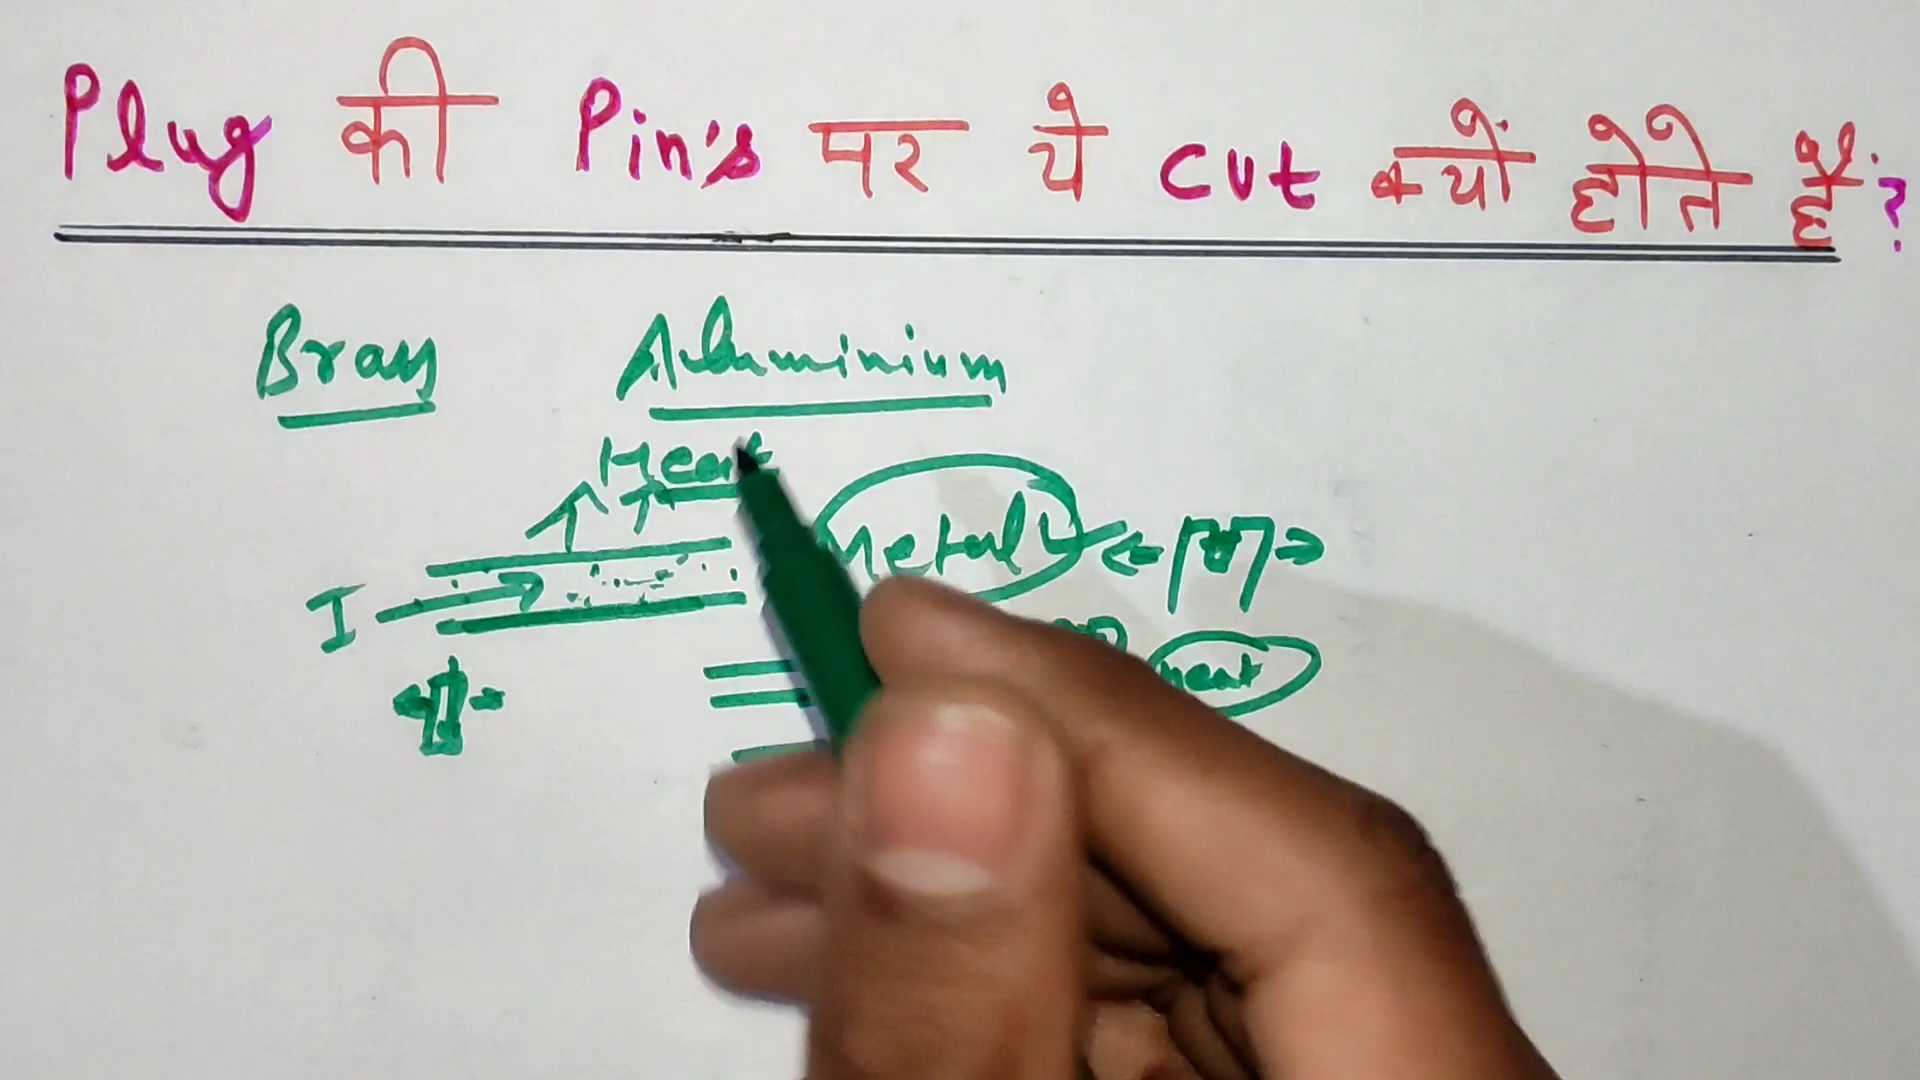 Plug की Pin's पर ये cut क्यों होते हैं?
Brass Aluminium
Heat
Metal
I
Heat